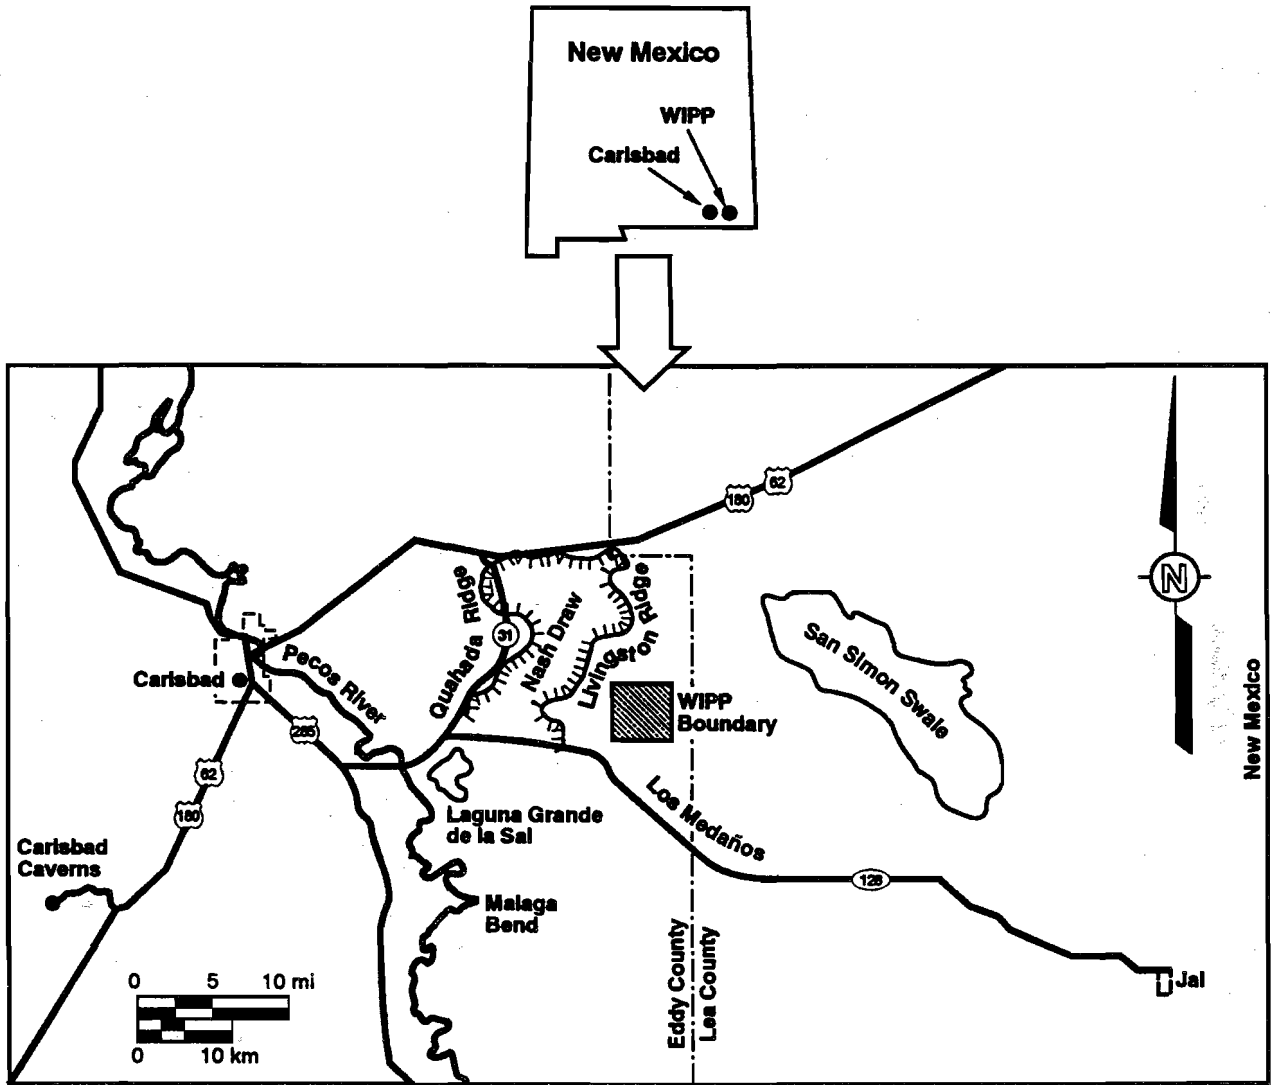 New Mexico
WIPP
Carlsbad
62
180
N
Quahada Ridge
31
Nash Draw
Livingston Ridge
San Simon Swale
Pecos River
Carlsbad
WIPP
Boundary
285
New Mexico
62
180
Los Medaños
Laguna Grande
de la Sal
Carlsbad
Caverns
128
Malaga
Bend
Eddy County
Lea County
Jal
0 5 10 mi
0 10 km